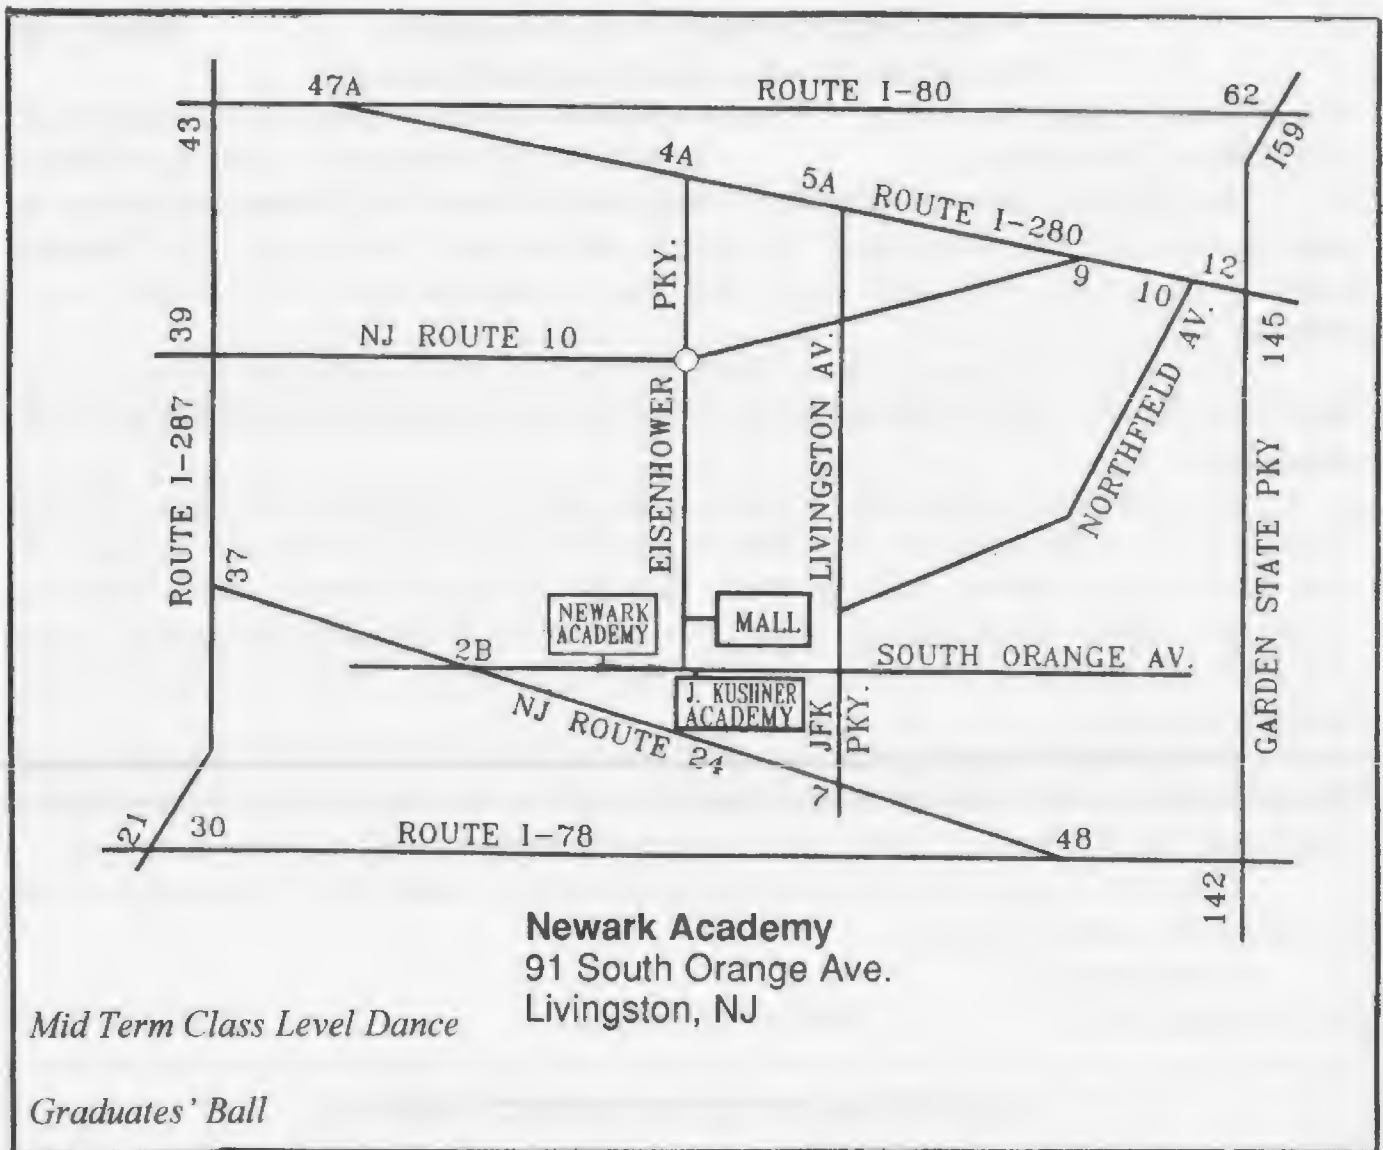 47A
ROUTE I-80
62
43
159
4A
5A
ROUTE I-280
12
9
10
PKY.
39
NJ ROUTE 10
145
EISENHOWER
LIVINGSTON AV.
NORTHFIELD AV.
ROUTE I-287
37
GARDEN STATE PKY
NEWARK
ACADEMY
MALL
2B
SOUTH ORANGE AV.
J. KUSHNER
ACADEMY
NJ ROUTE 24
JFK
PKY.
7
21
30
ROUTE I-78
48
142
Newark Academy
91 South Orange Ave.
Livingston, NJ
Mid Term Class Level Dance
Graduates' Ball